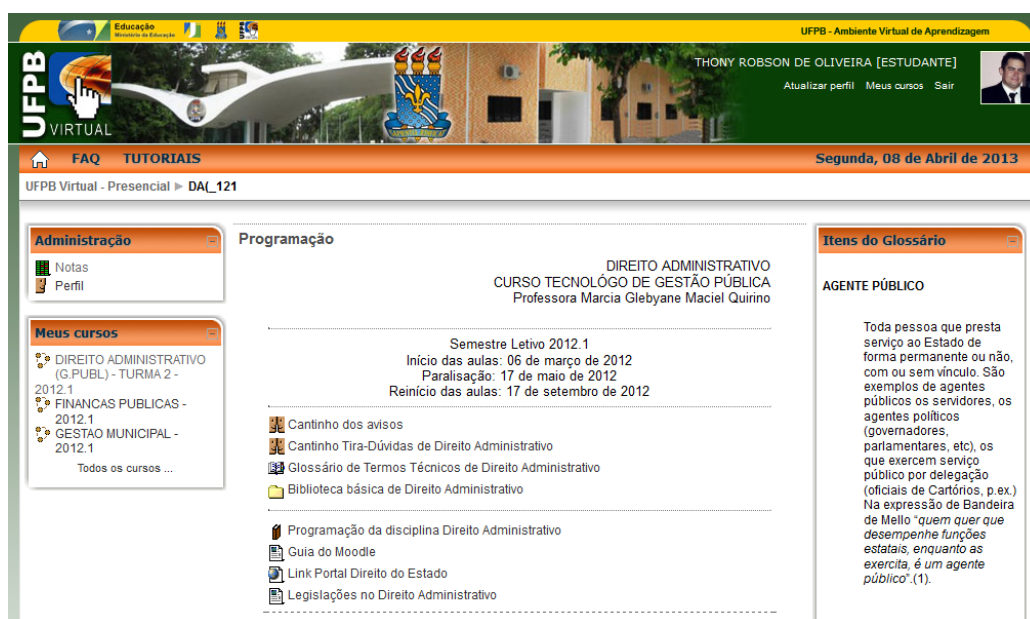 Educação
Ministério da Educação
UFPB - Ambiente Virtual de Aprendizagem
UFPB
VIRTUAL
THONY ROBSON DE OLIVEIRA [ESTUDANTE]
Atualizar perfil Meus cursos Sair
FAQ TUTORIAIS
Segunda, 08 de Abril de 2013
UFPB Virtual - Presencial ► DA(_121
Administração
Notas
Perfil
Meus cursos
DIREITO ADMINISTRATIVO
(G.PUBL) - TURMA 2 -
2012.1
FINANCAS PUBLICAS -
2012.1
GESTAO MUNICIPAL -
2012.1
Todos os cursos ...
Programação
DIREITO ADMINISTRATIVO
CURSO TECNOLÓGO DE GESTÃO PÚBLICA
Professora Marcia Glebyane Maciel Quirino
Semestre Letivo 2012.1
Início das aulas: 06 de março de 2012
Paralisação: 17 de maio de 2012
Reinício das aulas: 17 de setembro de 2012
Cantinho dos avisos
Cantinho Tira-Dúvidas de Direito Administrativo
Glossário de Termos Técnicos de Direito Administrativo
Biblioteca básica de Direito Administrativo
Programação da disciplina Direito Administrativo
Guia do Moodle
Link Portal Direito do Estado
Legislações no Direito Administrativo
Itens do Glossário
AGENTE PÚBLICO
Toda pessoa que presta
serviço ao Estado de
forma permanente ou não,
com ou sem vínculo. São
exemplos de agentes
públicos os servidores, os
agentes políticos
(governadores,
parlamentares, etc), os
que exercem serviço
público por delegação
(oficiais de Cartórios, p.ex.)
Na expressão de Bandeira
de Mello "quem quer que
desempenhe funções
estatais, enquanto as
exercita, é um agente
público".(1).